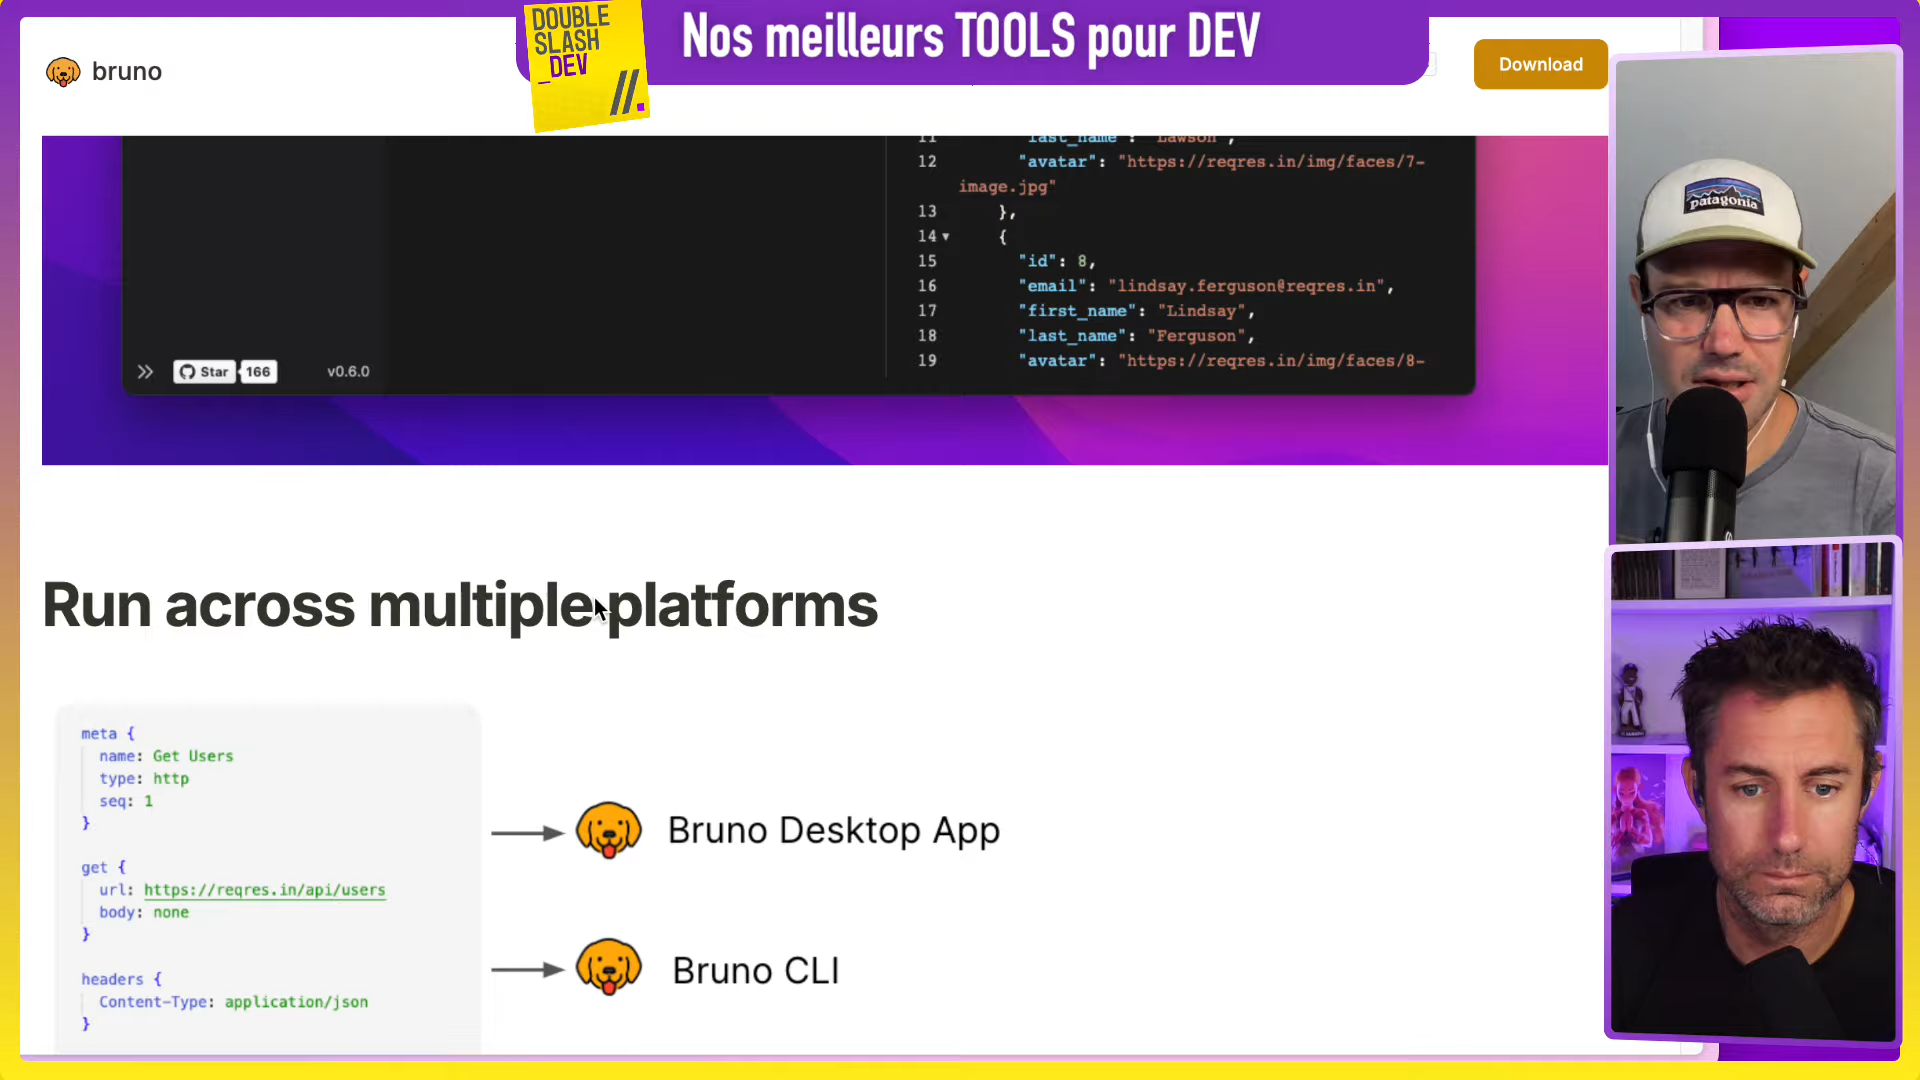 DOUBLE
SLASH
_DEV
//.
Nos meilleurs TOOLS pour DEV
bruno
Download
11
last_name": "Lawson",
12 "avatar": "https://reqres.in/img/faces/7-
image.jpg"
13 },
14 {
15 "id": 8,
16 "email": "lindsay.ferguson@reqres.in",
17 "first_name": "Lindsay",
18 "last_name": "Ferguson",
19 "avatar": "https://reqres.in/img/faces/8-
Star 166 v0.6.0
patagonia
Run across multiple platforms
meta {
name: Get Users
type: http
seq: 1
}
get {
url: https://reqres.in/api/users
body: none
}
headers {
Content-Type: application/json
}
Bruno Desktop App
Bruno CLI